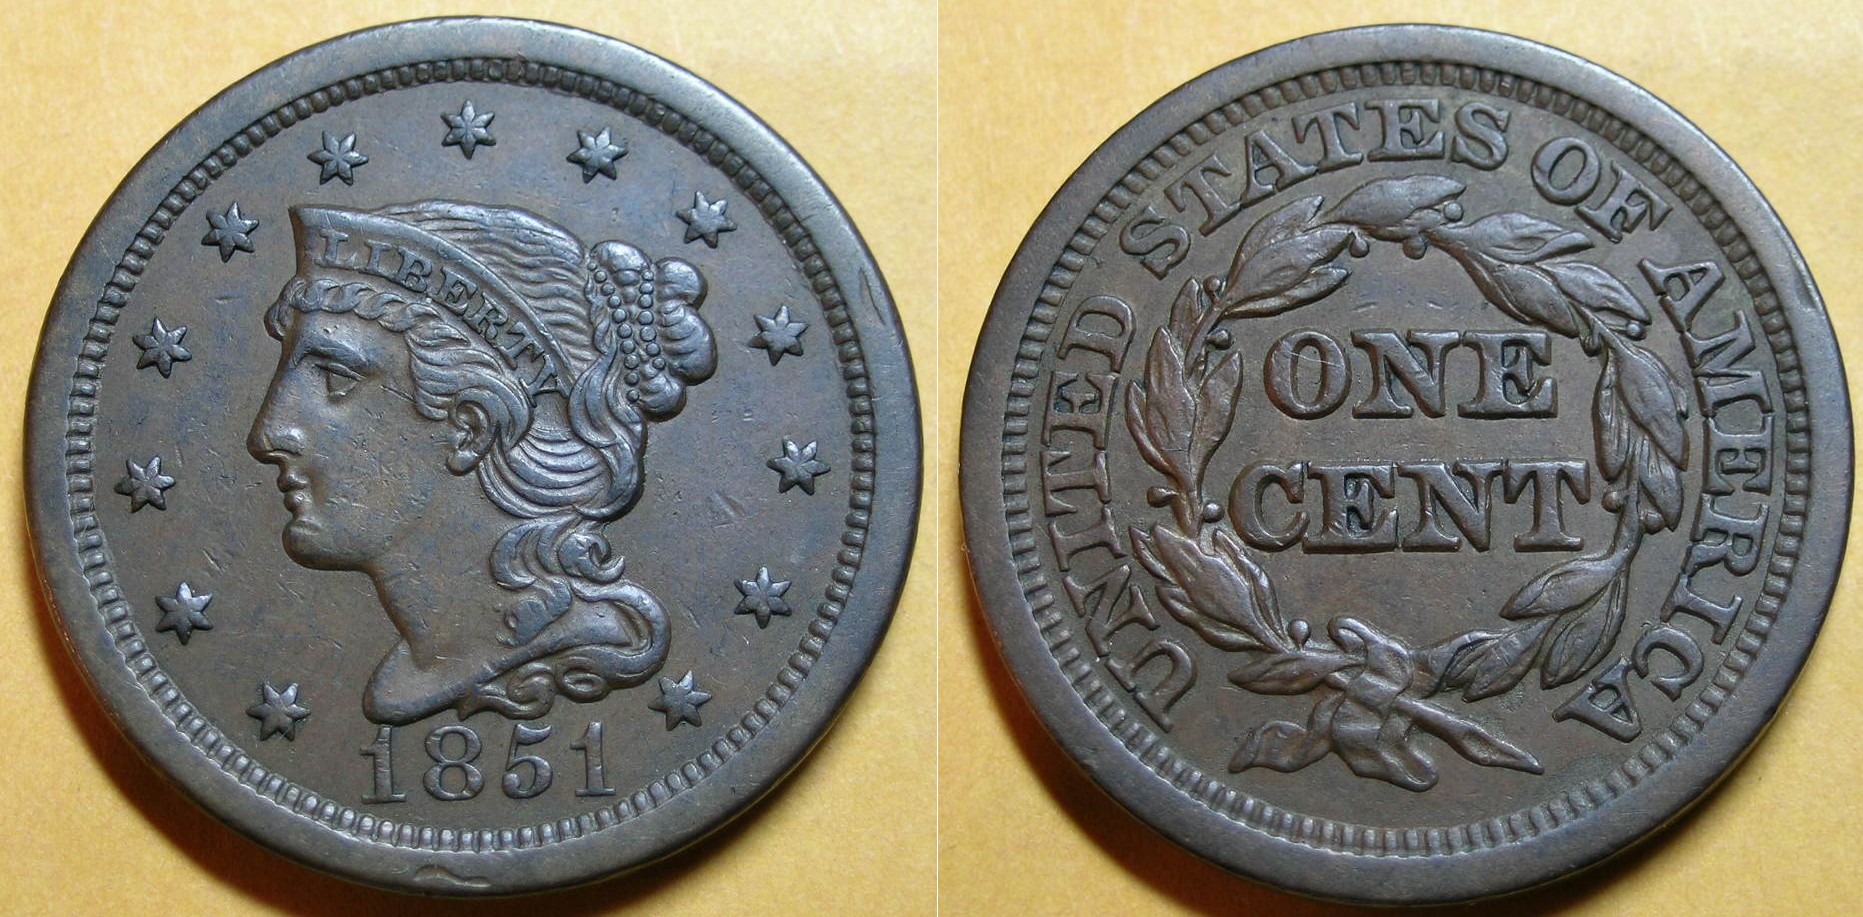 LIBERTY
1851
UNITED STATES OF AMERICA
ONE
CENT